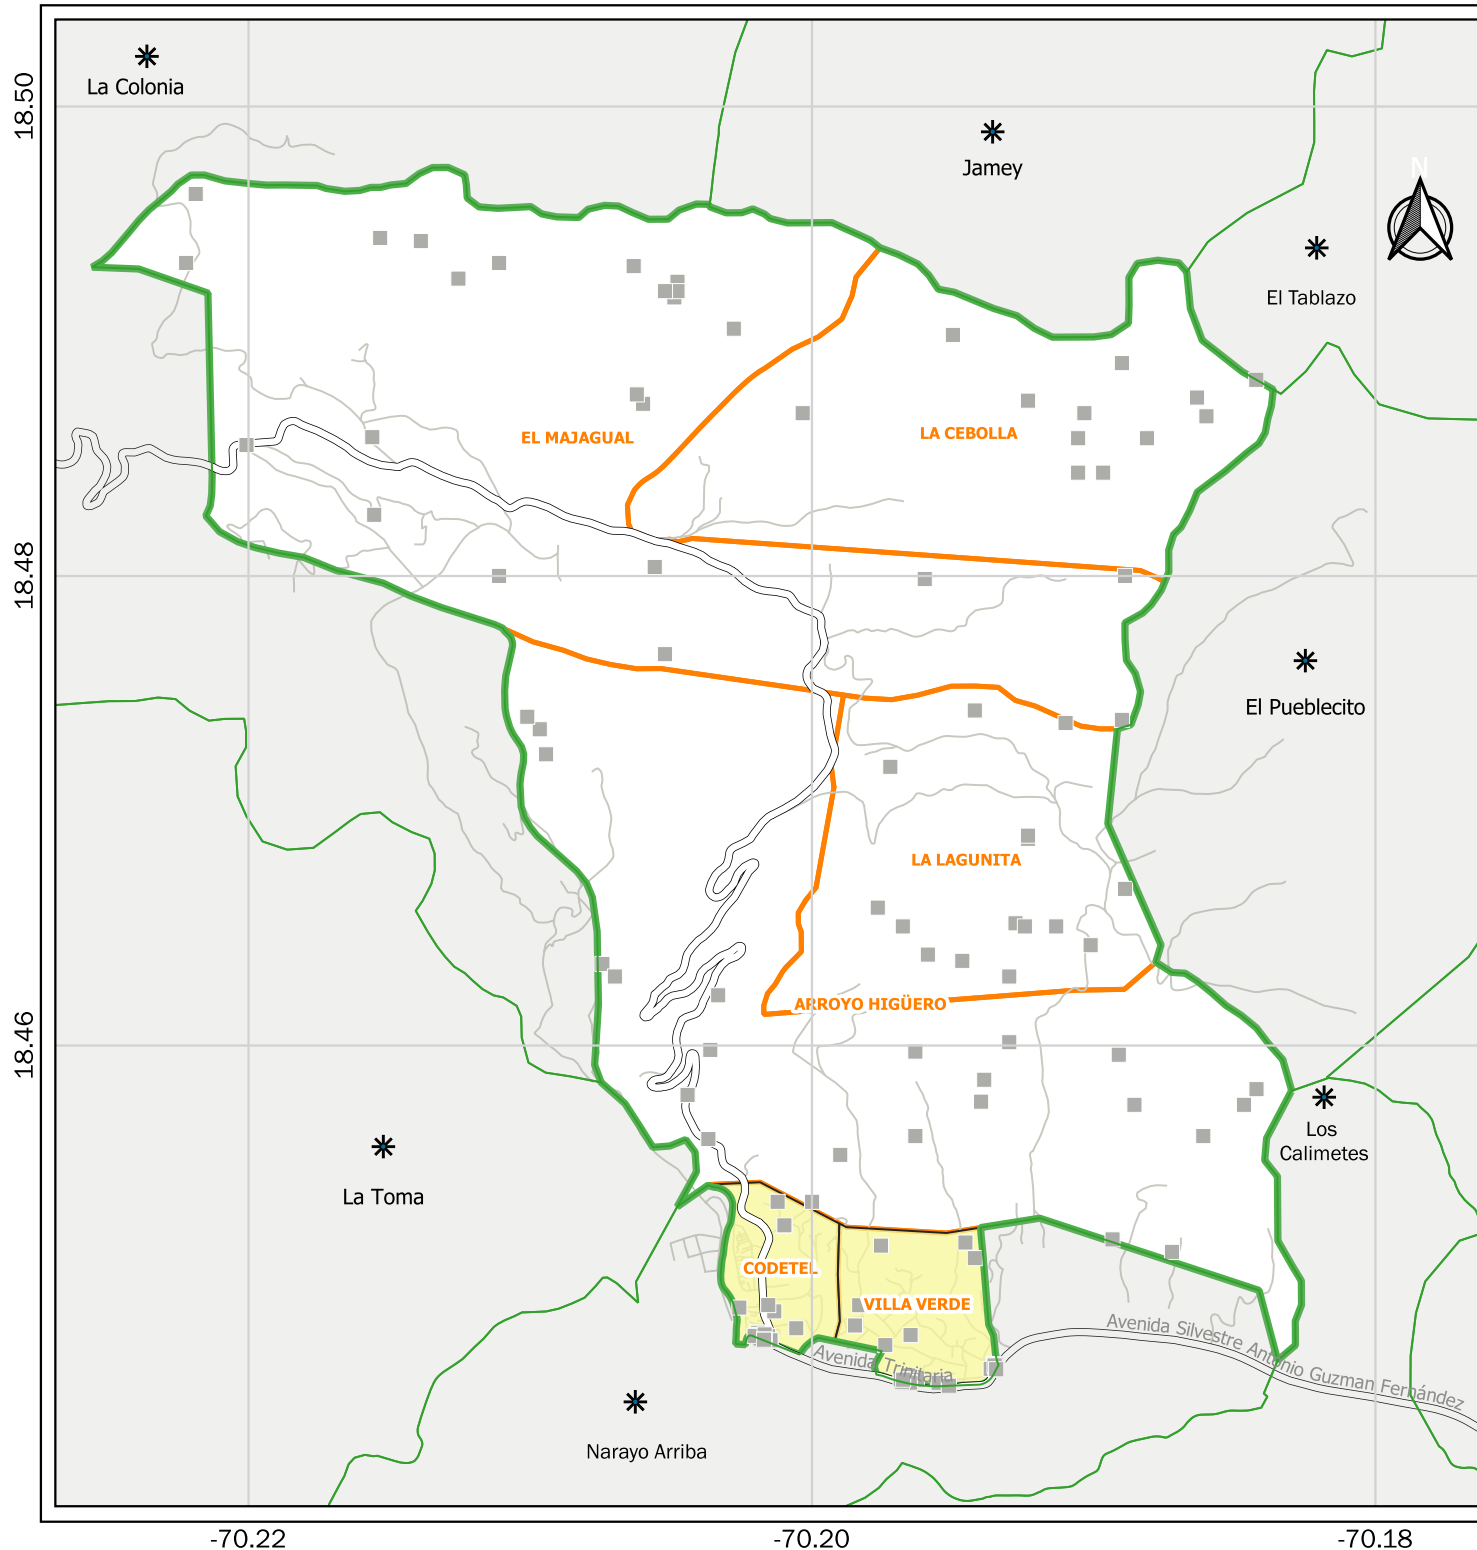 La Colonia
18.50
N
Jamey
El Tablazo
EL MAJAGUAL
LA CEBOLLA
18.48
El Pueblecito
LA LAGUNITA
ARROYO HIGÜERO
18.46
Los
Calimetes
La Toma
CODETEL
VILLA VERDE
Avenida Silvestre Antonio Guzman Fernández
Avenida Trinitaria
Narayo Arriba
-70.22
-70.20
-70.18